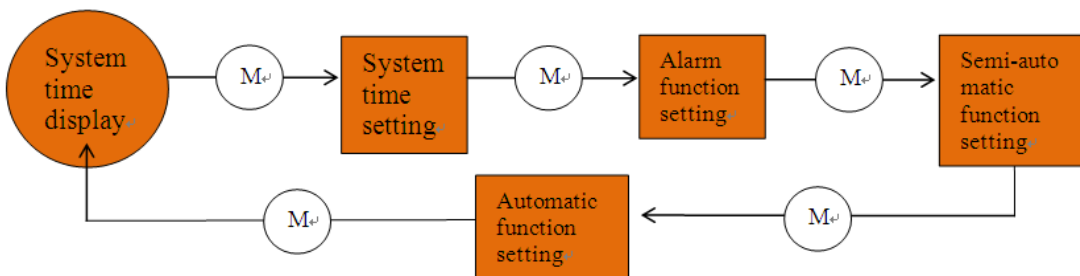 System
time
display
M
System
time
setting
M
Alarm
function
setting
M
Semi-auto
matic
function
setting
M
Automatic
function
setting
M